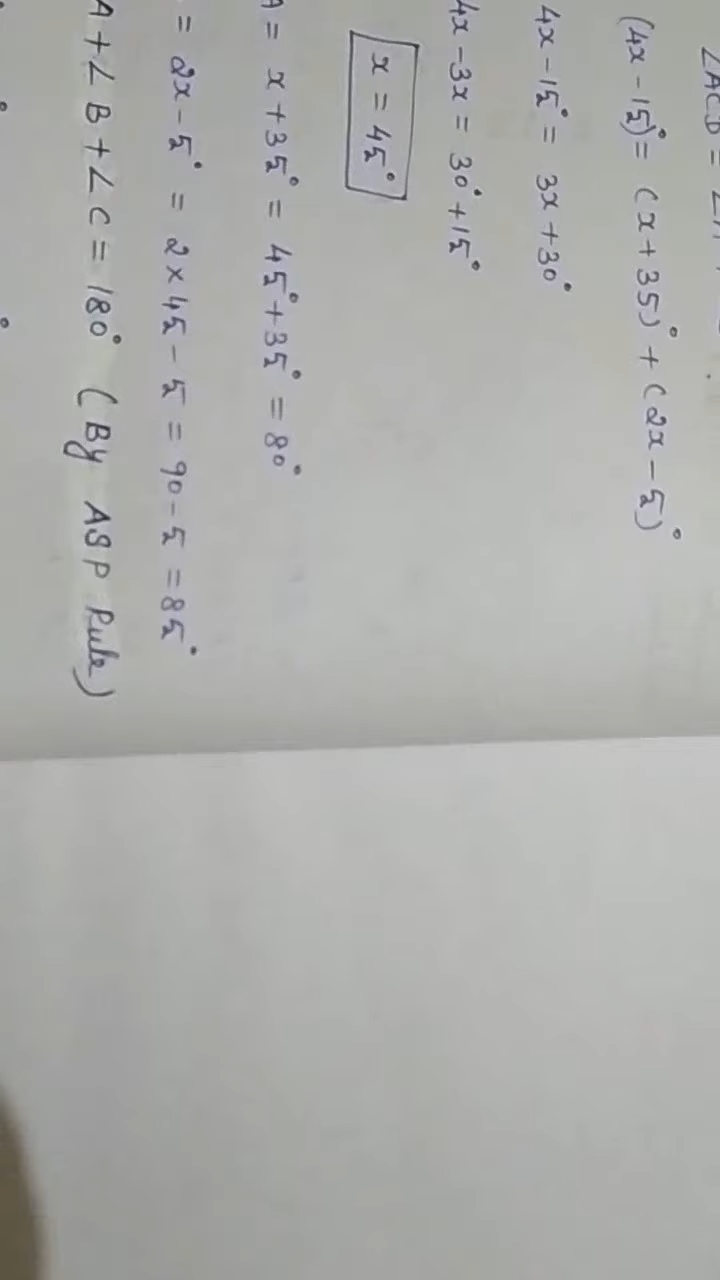 ∠ACD = ∠A
(4x - 15)° = (x + 35)° + (2x - 5)°
4x - 15° = 3x + 30°
4x - 3x = 30° + 15°
x = 45°
A = x + 35° = 45° + 35° = 80°
= 2x - 5° = 2 × 45 - 5 = 90 - 5 = 85°
A + ∠B + ∠C = 180° (By ASP Rule)